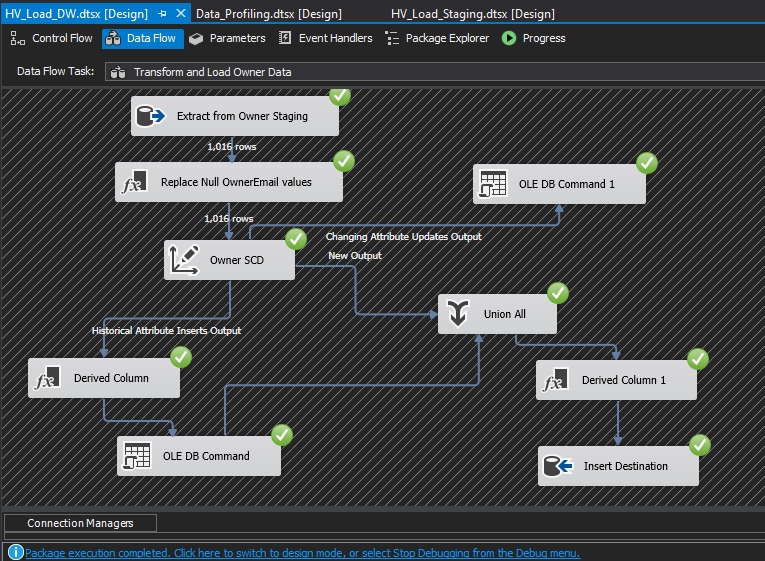 HV_Load_DW.dtsx [Design] Data_Profiling.dtsx [Design] HV_Load_Staging.dtsx [Design]
Control Flow Data Flow Parameters Event Handlers Package Explorer Progress
Data Flow Task: Transform and Load Owner Data
Extract from Owner Staging
1,016 rows
Replace Null OwnerEmail values
OLE DB Command 1
1,016 rows
Changing Attribute Updates Output
Owner SCD
New Output
Union All
Historical Attribute Inserts Output
Derived Column
Derived Column 1
OLE DB Command
Insert Destination
Connection Managers
Package execution completed. Click here to switch to design mode, or select Stop Debugging from the Debug menu.